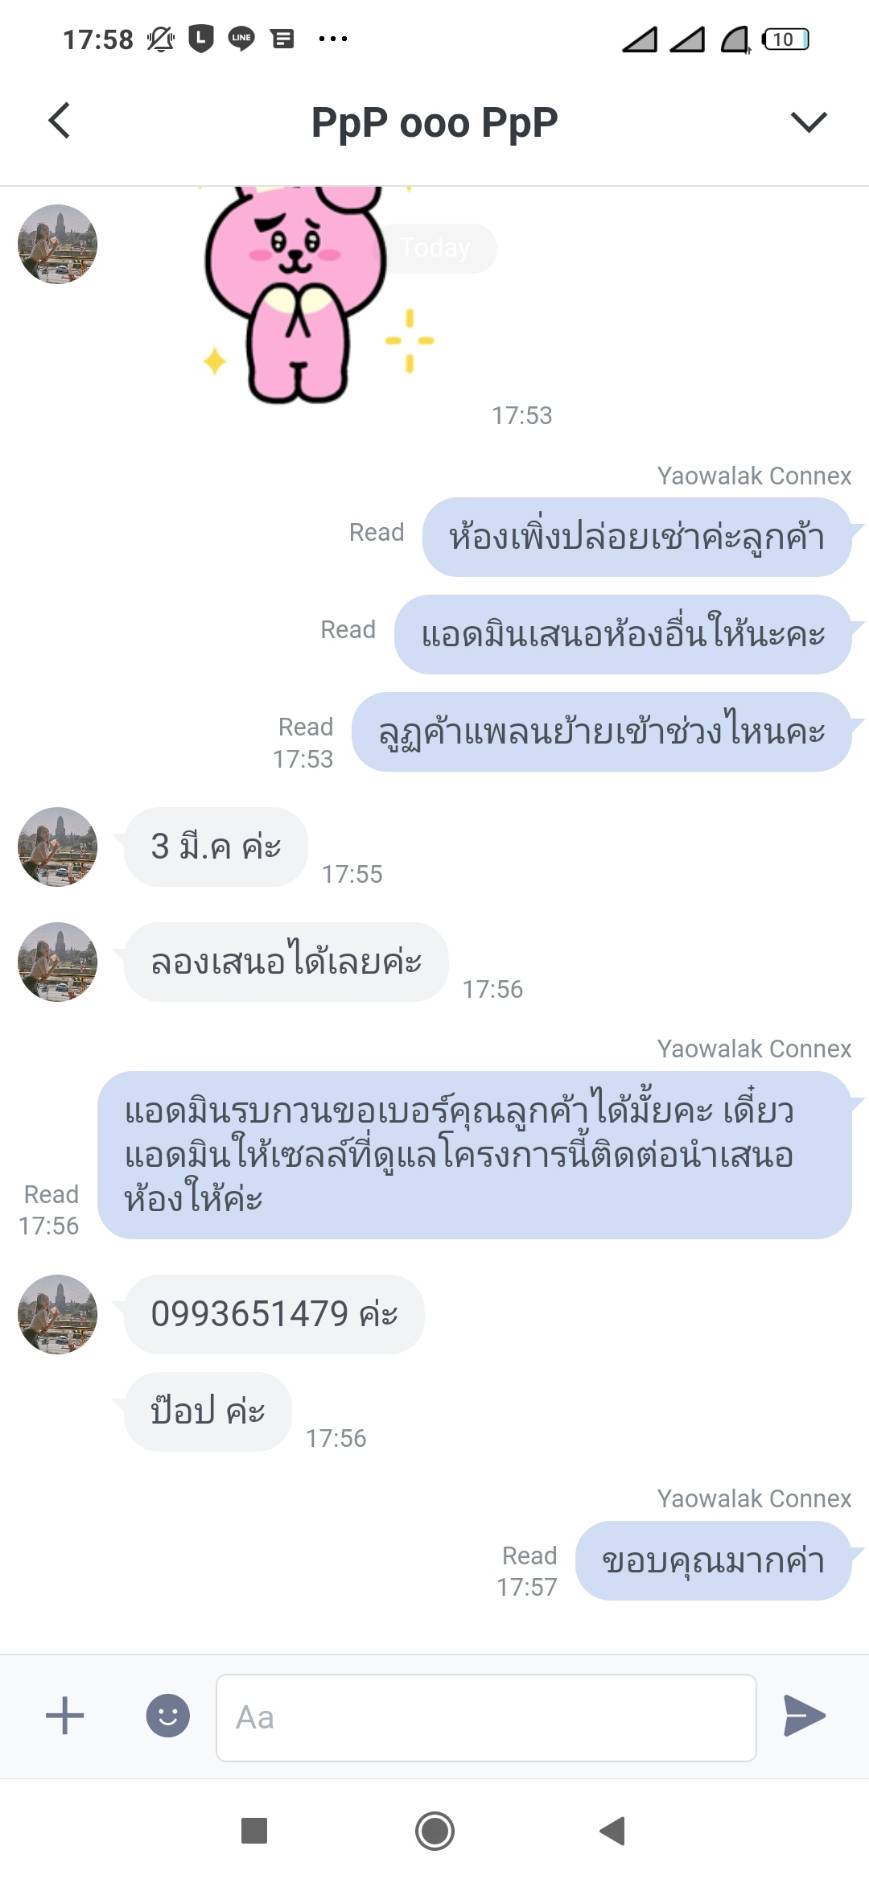 17:58 L LINE ... 10
PpP ooo PpP
Today
17:53
Yaowalak Connex
Read ห้องเพิ่งปล่อยเช่าค่ะลูกค้า
Read แอดมินเสนอห้องอื่นให้นะคะ
Read ลูฏค้าแพลนย้ายเข้าช่วงไหนคะ
17:53
3 มี.ค ค่ะ
17:55
ลองเสนอได้เลยค่ะ
17:56
Yaowalak Connex
แอดมินรบกวนขอเบอร์คุณลูกค้าได้มั้ยคะ เดี๋ยว
แอดมินให้เซลล์ที่ดูแลโครงการนี้ติดต่อนำเสนอ
ห้องให้ค่ะ
Read
17:56
0993651479 ค่ะ
ป๊อป ค่ะ
17:56
Yaowalak Connex
Read ขอบคุณมากค่า
17:57
Aa